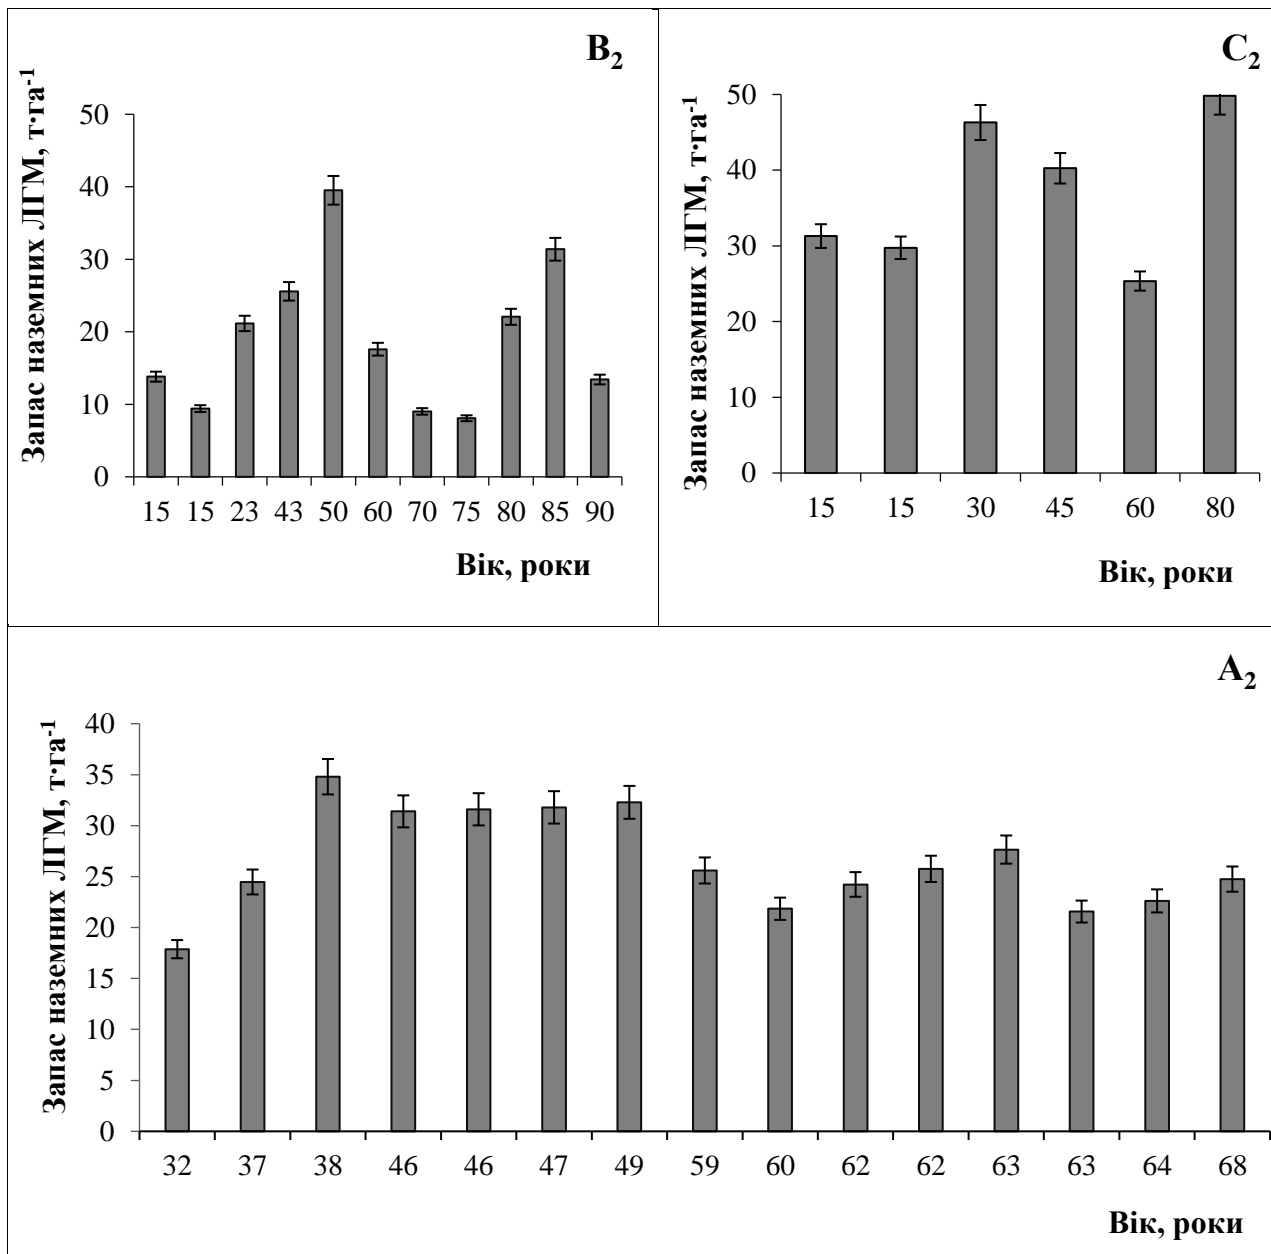 B₂
Запас наземних ЛГМ, т·га⁻¹
50
40
30
20
10
0
15 15 23 43 50 60 70 75 80 85 90
Вік, роки
C₂
Запас наземних ЛГМ, т·га⁻¹
50
40
30
20
10
0
15 15 30 45 60 80
Вік, роки
A₂
Запас наземних ЛГМ, т·га⁻¹
40
35
30
25
20
15
10
5
0
32 37 38 46 46 47 49 59 60 62 62 63 63 64 68
Вік, роки